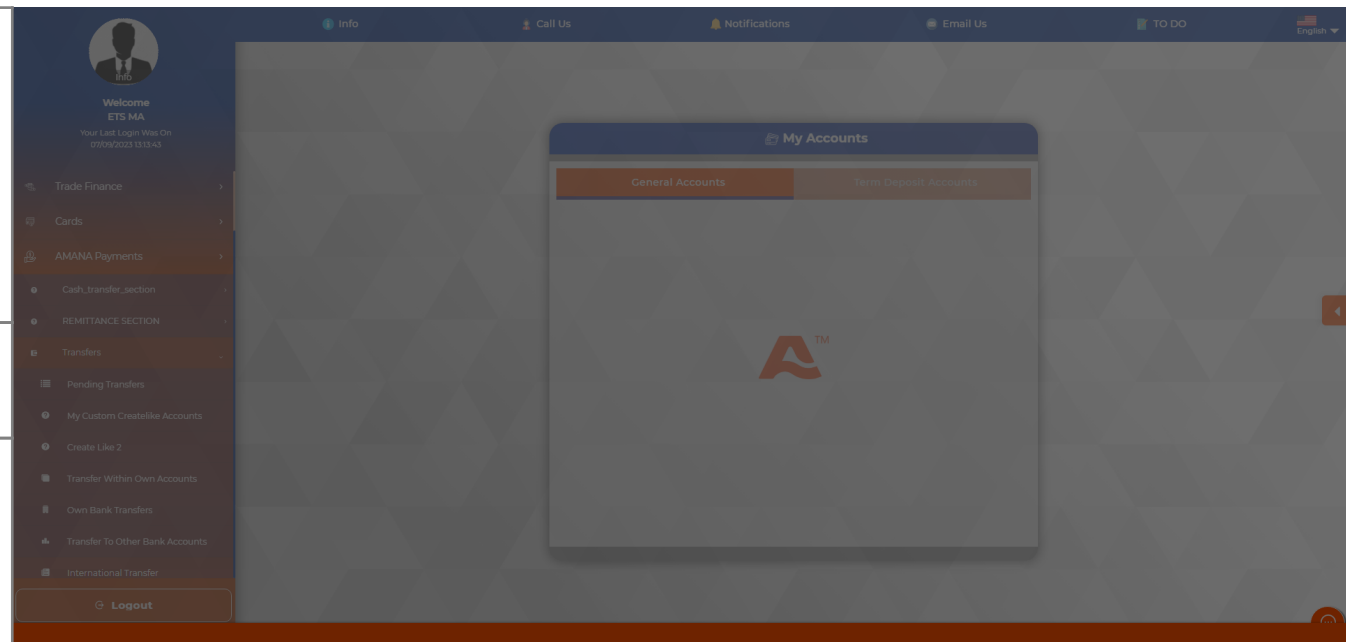 Info
Call Us
Notifications
Email Us
TO DO
English
Info
Welcome
ETS MA
Your Last Login Was On
07/09/2023 13:13:43
Trade Finance
Cards
AMANA Payments
Cash_transfer_section
REMITTANCE SECTION
Transfers
Pending Transfers
My Custom Createlike Accounts
Create Like 2
Transfer Within Own Accounts
Own Bank Transfers
Transfer To Other Bank Accounts
International Transfer
Logout
My Accounts
General Accounts
Term Deposit Accounts
TM